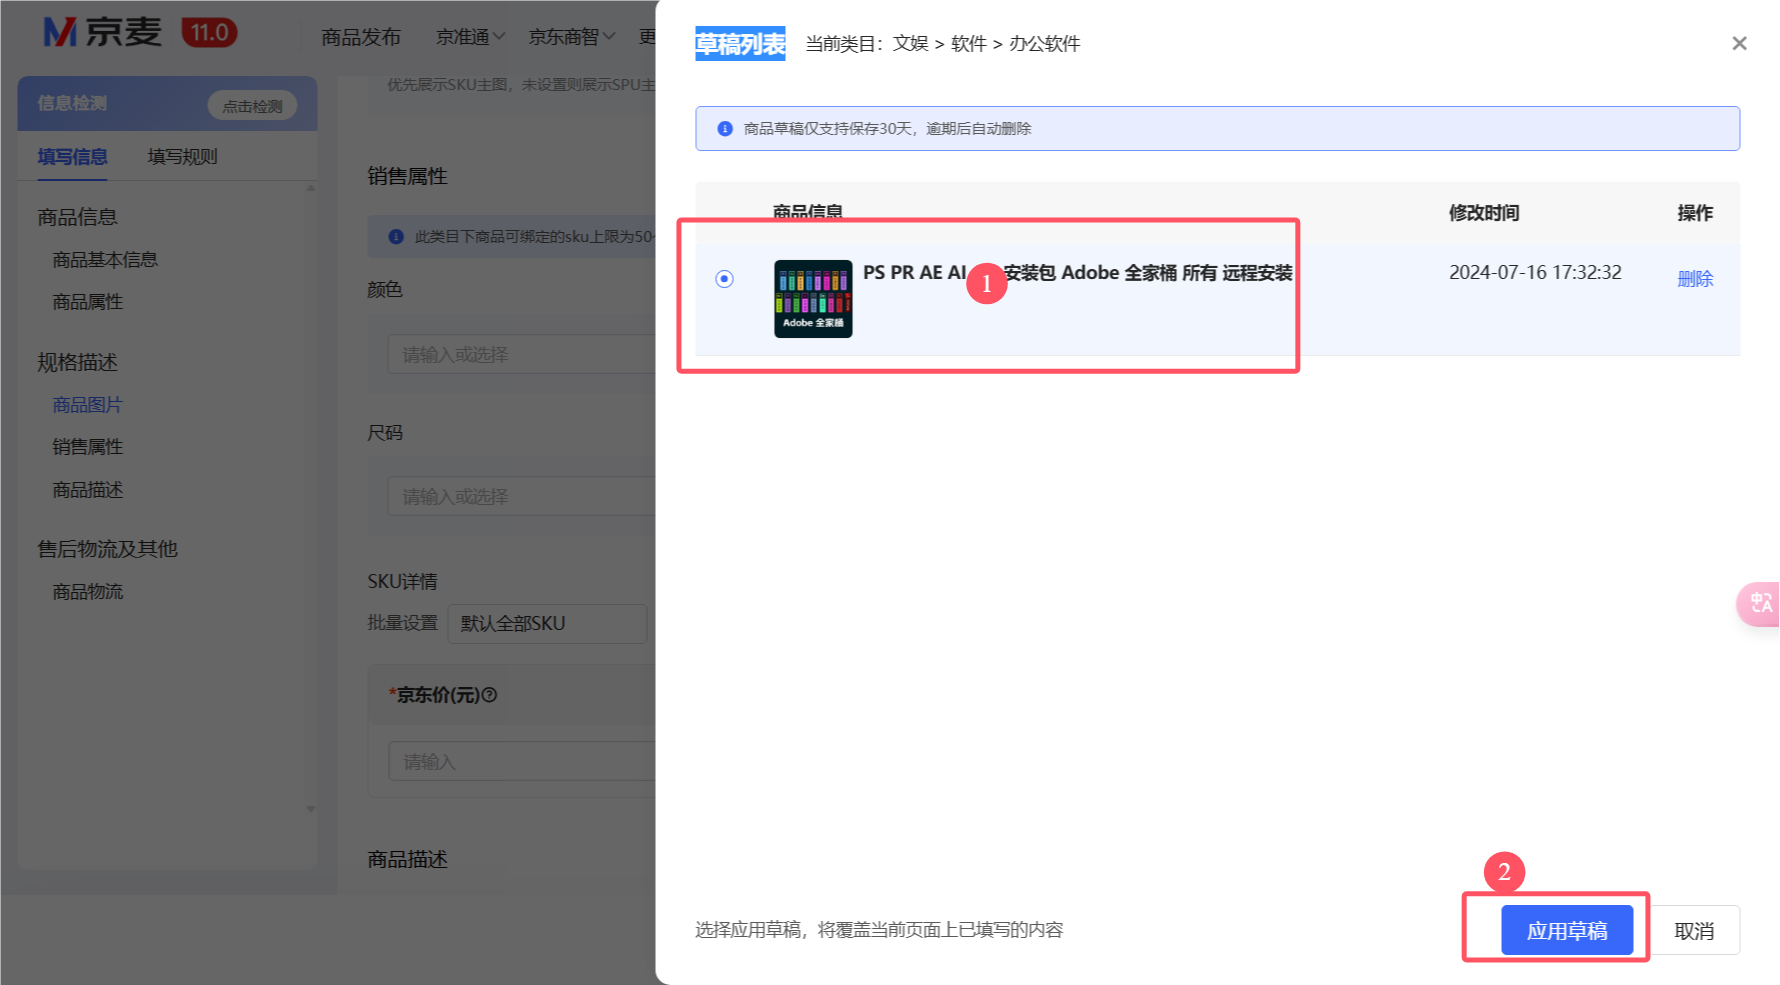 京麦 11.0
商品发布 京准通 京东商智 更
信息检测 点击检测
填写信息 填写规则
商品信息
商品基本信息
商品属性
规格描述
商品图片
销售属性
商品描述
售后物流及其他
商品物流
优先展示SKU主图，未设置则展示SPU主
销售属性
此类目下商品可绑定的sku上限为50
颜色
请输入或选择
尺码
请输入或选择
SKU详情
批量设置 默认全部SKU
*京东价(元)
请输入
商品描述
草稿列表 当前类目：文娱 > 软件 > 办公软件
商品草稿仅支持保存30天，逾期后自动删除
商品信息 修改时间 操作
PS PR AE AI 1 安装包 Adobe 全家桶 所有 远程安装 2024-07-16 17:32:32 删除
Adobe 全家桶
2
选择应用草稿，将覆盖当前页面上已填写的内容 应用草稿 取消
中A